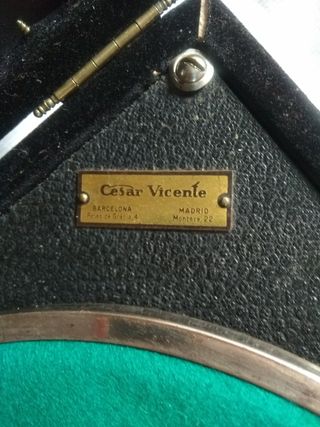 César Vicente
BARCELONA MADRID
Paseo de Gracia, 4 Montera, 22